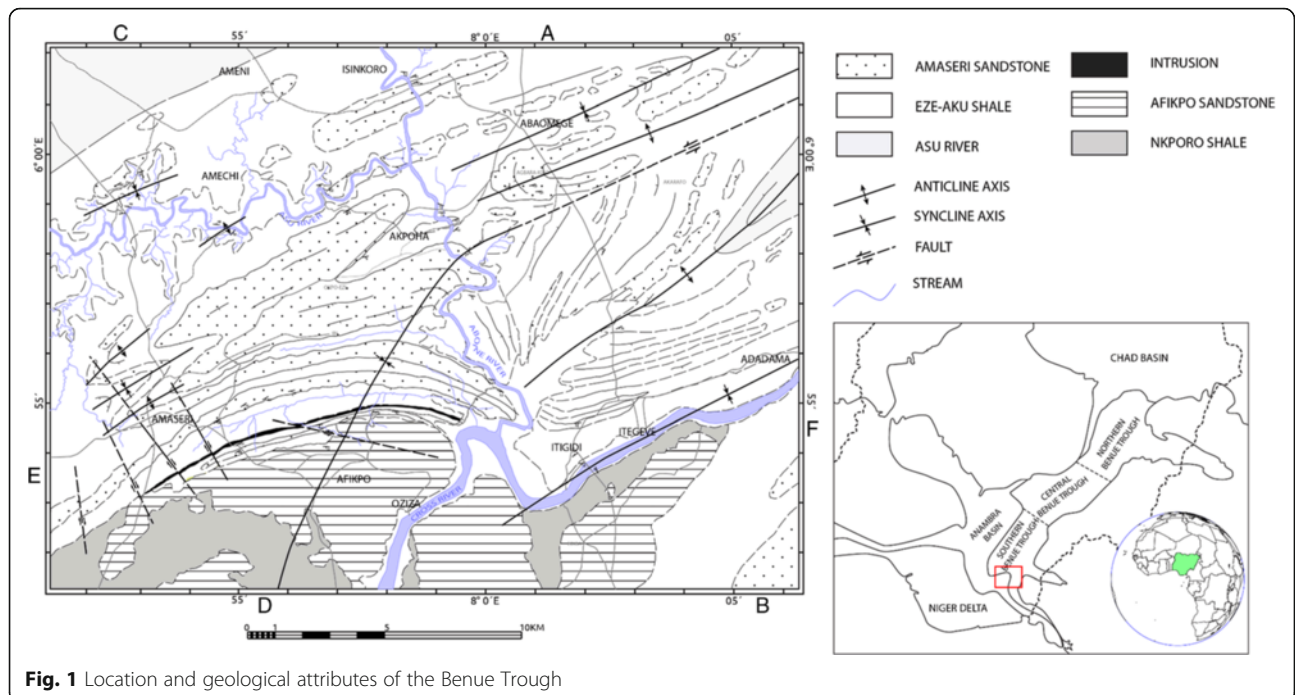 C
55´
8 ̊0´E
A
05´
AMENI
ISINKORO
ABAOMEGE
6 ̊00´E
6 ̊00´E
AMECHI
AKPOHA
RIVER
ABONE RIVER
ADADAMA
55´
55´
AMASERI
ITIGIDI
ITEGEVE
E
F
AFIKPO
OZIZA
CROSS RIVER
55´
D
8 ̊0´E
05´
B
0 1 5 10KM
AMASERI SANDSTONE
EZE-AKU SHALE
ASU RIVER
ANTICLINE AXIS
SYNCLINE AXIS
FAULT
STREAM
INTRUSION
AFIKPO SANDSTONE
NKPORO SHALE
CHAD BASIN
NORTHERN BENUE TROUGH
CENTRAL BENUE TROUGH
SOUTHERN BENUE TROUGH
ANAMBRA BASIN
NIGER DELTA
Fig. 1 Location and geological attributes of the Benue Trough